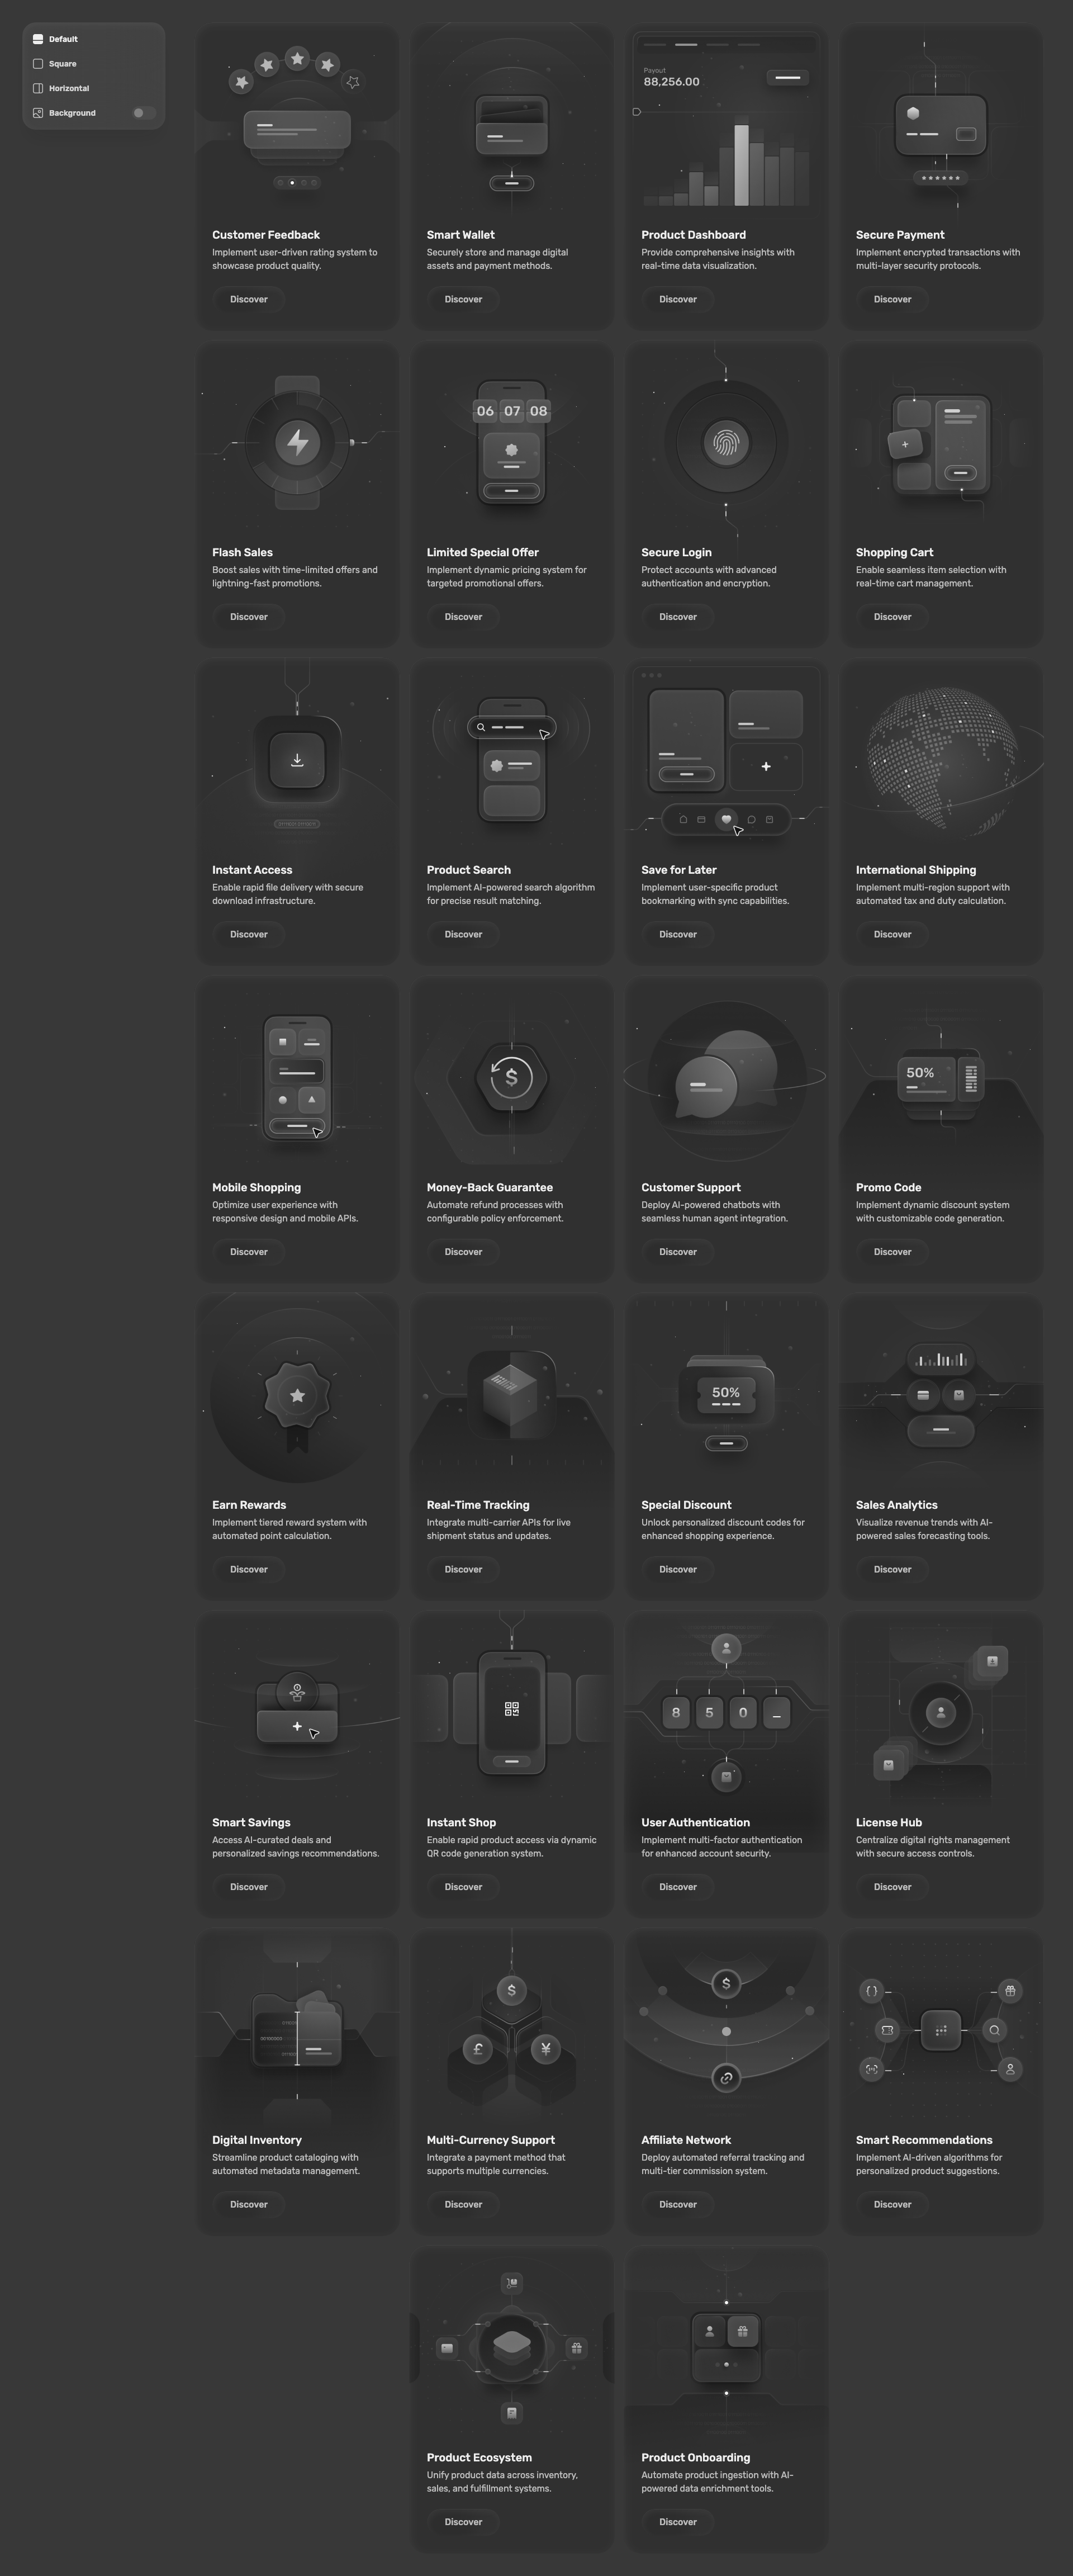 Default
Square
Horizontal
Background
Customer Feedback
Implement user-driven rating system to
showcase product quality.
Discover
Smart Wallet
Securely store and manage digital
assets and payment methods.
Discover
Payout
88,256.00
Product Dashboard
Provide comprehensive insights with
real-time data visualization.
Discover
Secure Payment
Implement encrypted transactions with
multi-layer security protocols.
Discover
Flash Sales
Boost sales with time-limited offers and
lightning-fast promotions.
Discover
06 07 08
Limited Special Offer
Implement dynamic pricing system for
targeted promotional offers.
Discover
Secure Login
Protect accounts with advanced
authentication and encryption.
Discover
Shopping Cart
Enable seamless item selection with
real-time cart management.
Discover
Instant Access
Enable rapid file delivery with secure
download infrastructure.
Discover
Product Search
Implement AI-powered search algorithm
for precise result matching.
Discover
Save for Later
Implement user-specific product
bookmarking with sync capabilities.
Discover
International Shipping
Implement multi-region support with
automated tax and duty calculation.
Discover
Mobile Shopping
Optimize user experience with
responsive design and mobile APIs.
Discover
$
Money-Back Guarantee
Automate refund processes with
configurable policy enforcement.
Discover
Customer Support
Deploy AI-powered chatbots with
seamless human agent integration.
Discover
50%
Promo Code
Implement dynamic discount system
with customizable code generation.
Discover
Earn Rewards
Implement tiered reward system with
automated point calculation.
Discover
Real-Time Tracking
Integrate multi-carrier APIs for live
shipment status and updates.
Discover
50%
Special Discount
Unlock personalized discount codes for
enhanced shopping experience.
Discover
Sales Analytics
Visualize revenue trends with AI-
powered sales forecasting tools.
Discover
Smart Savings
Access AI-curated deals and
personalized savings recommendations.
Discover
Instant Shop
Enable rapid product access via dynamic
QR code generation system.
Discover
8 5 0 _
User Authentication
Implement multi-factor authentication
for enhanced account security.
Discover
License Hub
Centralize digital rights management
with secure access controls.
Discover
Digital Inventory
Streamline product cataloging with
automated metadata management.
Discover
$
£ ¥
Multi-Currency Support
Integrate a payment method that
supports multiple currencies.
Discover
$
Affiliate Network
Deploy automated referral tracking and
multi-tier commission system.
Discover
Smart Recommendations
Implement AI-driven algorithms for
personalized product suggestions.
Discover
Product Ecosystem
Unify product data across inventory,
sales, and fulfillment systems.
Discover
Product Onboarding
Automate product ingestion with AI-
powered data enrichment tools.
Discover